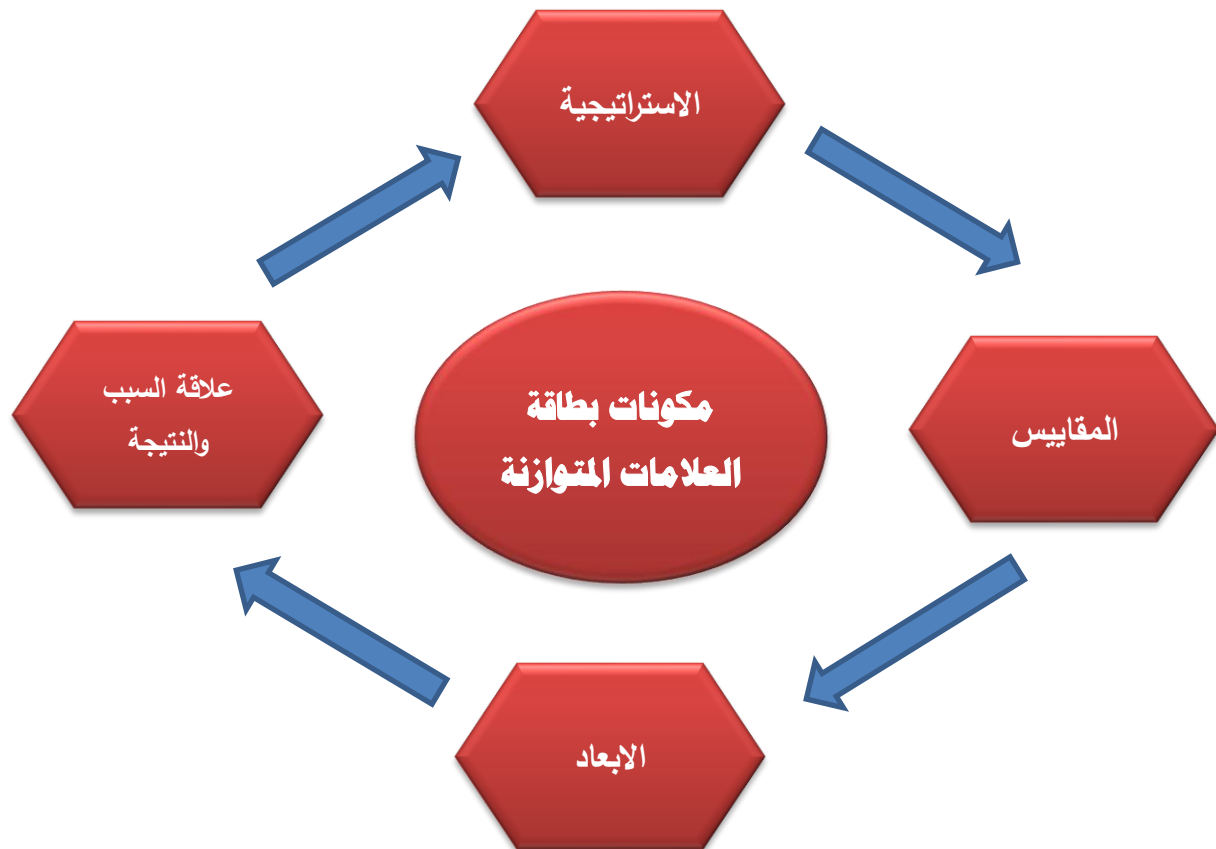 الاستراتيجية
علاقة السبب
والنتيجة
مكونات بطاقة
العلامات المتوازنة
المقاييس
الابعاد